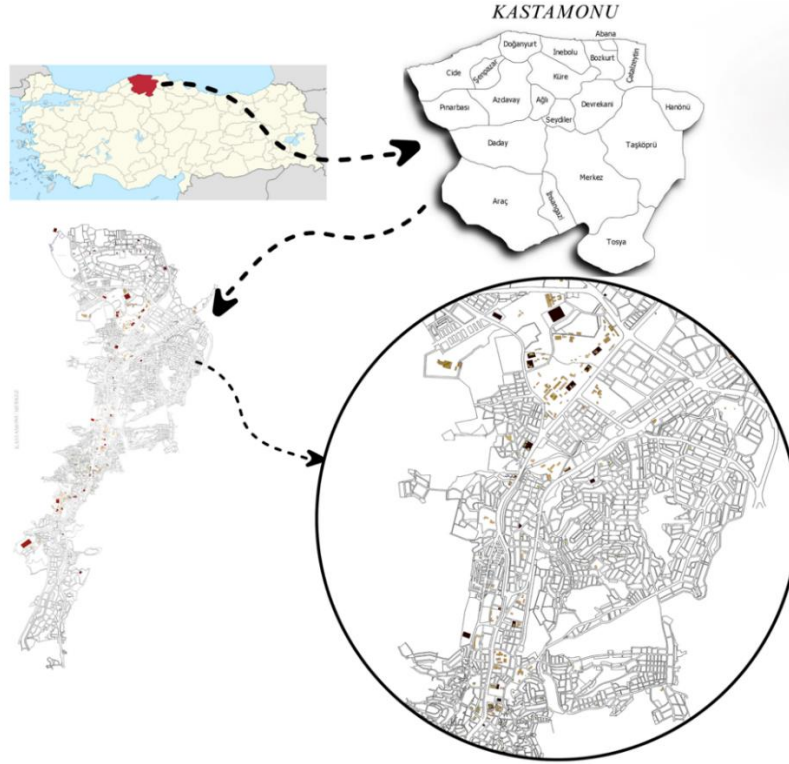 KASTAMONU
Abana
Doğanyurt
İnebolu
Bozkurt
Çatalzeytin
Cide
Şenpazar
Küre
Pınarbası
Azdavay
Ağlı
Devrekani
Hanönü
Seydiler
Daday
Taşköprü
Merkez
Araç
İhsangazi
Tosya